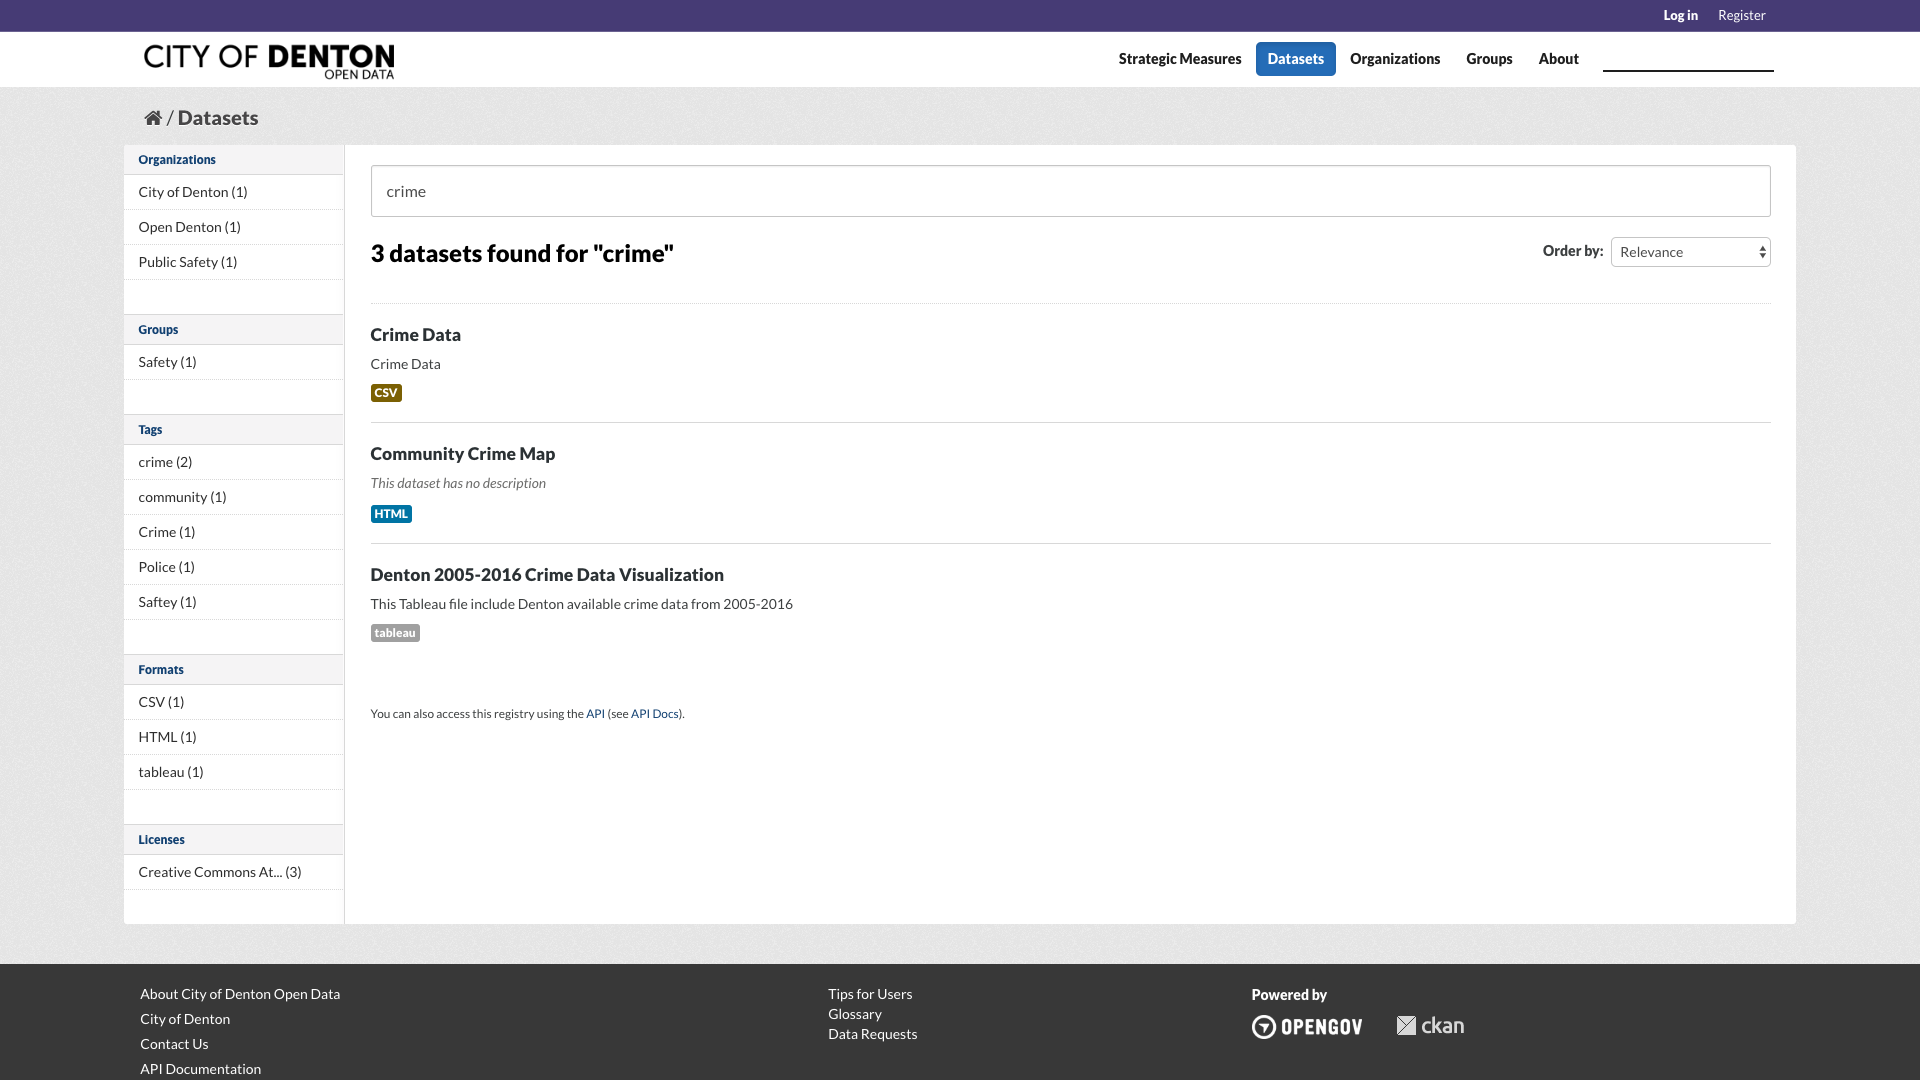 Log in Register
CITY OF DENTON
OPEN DATA
Strategic Measures Datasets Organizations Groups About
/ Datasets
Organizations
City of Denton (1)
Open Denton (1)
Public Safety (1)
Groups
Safety (1)
Tags
crime (2)
community (1)
Crime (1)
Police (1)
Saftey (1)
Formats
CSV (1)
HTML (1)
tableau (1)
Licenses
Creative Commons At... (3)
crime
3 datasets found for "crime"
Order by: Relevance
Crime Data
Crime Data
CSV
Community Crime Map
This dataset has no description
HTML
Denton 2005-2016 Crime Data Visualization
This Tableau file include Denton available crime data from 2005-2016
tableau
You can also access this registry using the API (see API Docs).
About City of Denton Open Data
City of Denton
Contact Us
API Documentation
Tips for Users
Glossary
Data Requests
Powered by
OPENGOV ckan